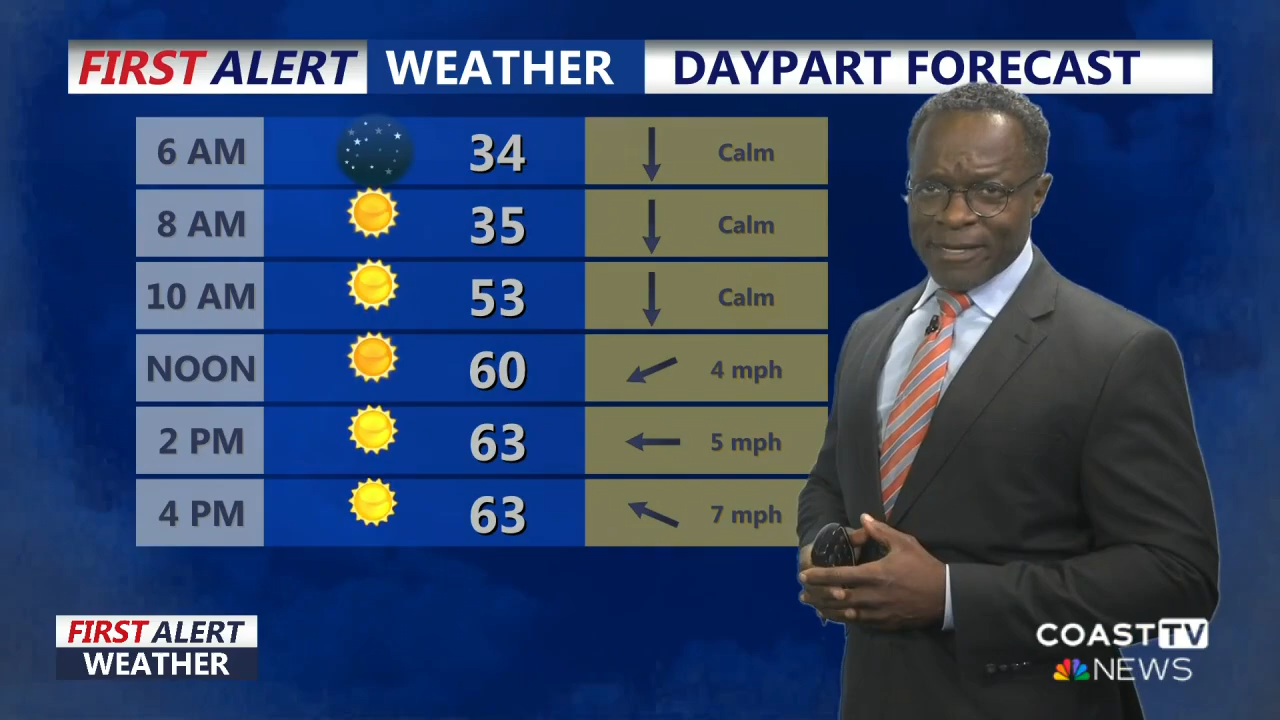 FIRST ALERT WEATHER DAYPART FORECAST
6 AM 34 Calm
8 AM 35 Calm
10 AM 53 Calm
NOON 60 4 mph
2 PM 63 5 mph
4 PM 63 7 mph
FIRST ALERT
WEATHER
COAST TV
NEWS